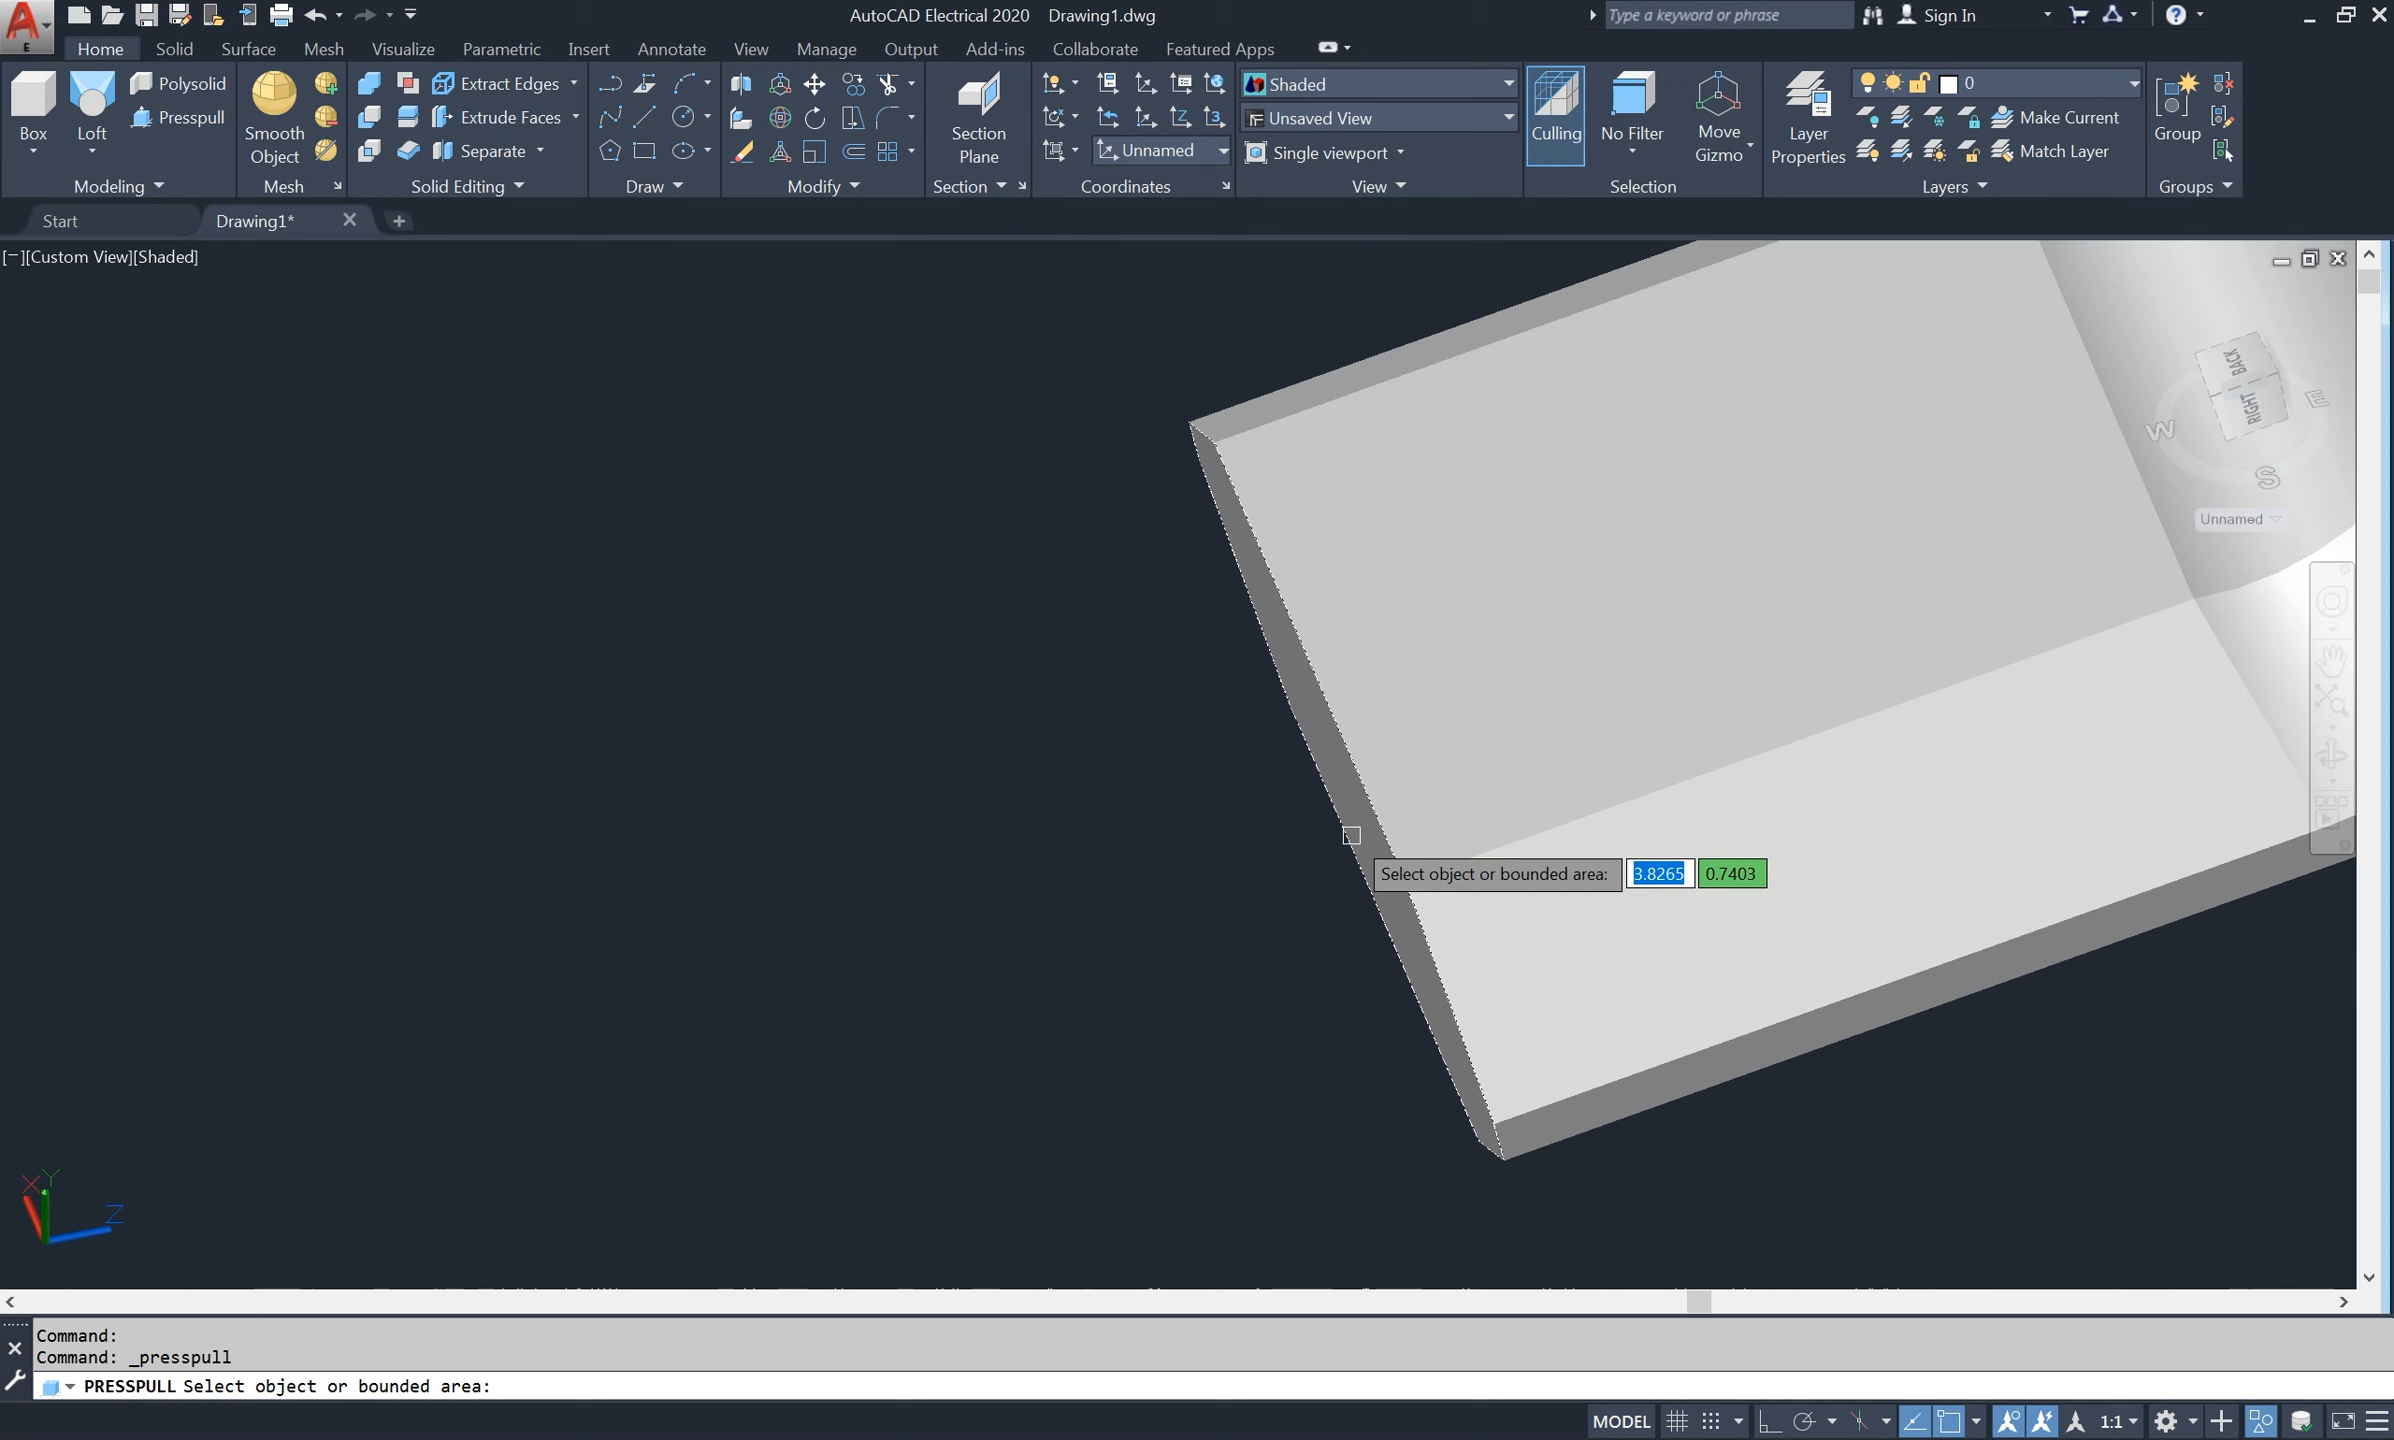 AutoCAD Electrical 2020 Drawing1.dwg
Type a keyword or phrase
Sign In
E
Home Solid Surface Mesh Visualize Parametric Insert Annotate View Manage Output Add-ins Collaborate Featured Apps
Box
Loft
Polysolid
Presspull
Modeling
Smooth
Object
Mesh
Extract Edges
Extrude Faces
Separate
Solid Editing
Draw
Modify
Section
Plane
Section
Unnamed
Coordinates
Shaded
Unsaved View
Single viewport
View
Culling
No Filter
Move
Gizmo
Selection
Layer
Properties
0
Make Current
Match Layer
Layers
Group
Groups
Start
Drawing1*
[−][Custom View][Shaded]
BACK
RIGHT
E
W
S
Unnamed
Select object or bounded area: 3.8265 0.7403
X
Y
Z
Command:
Command: _presspull
PRESSPULL Select object or bounded area:
MODEL
1:1